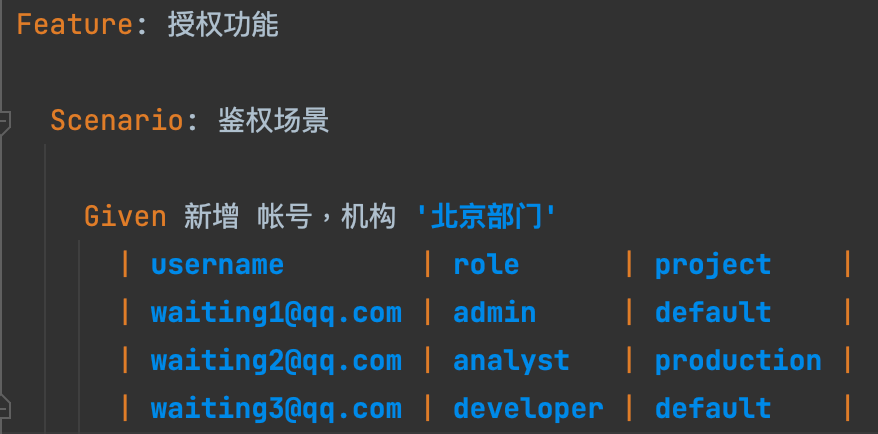 Feature: 授权功能
Scenario: 鉴权场景
Given 新增 帐号，机构 '北京部门'
| username | role | project |
| waiting1@qq.com | admin | default |
| waiting2@qq.com | analyst | production |
| waiting3@qq.com | developer | default |